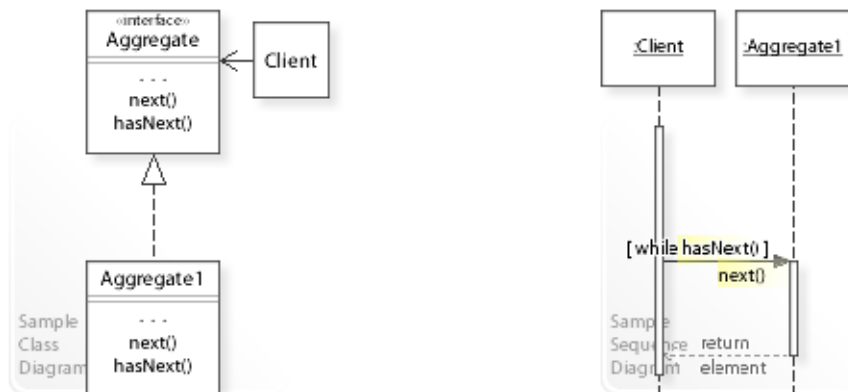 «interface»
Aggregate
- - -
next()
hasNext()
Client
Aggregate1
- - -
next()
hasNext()
Sample
Class
Diagram
:Client
:Aggregate1
[ while hasNext() ]
next()
return
element
Sample
Sequence
Diagram